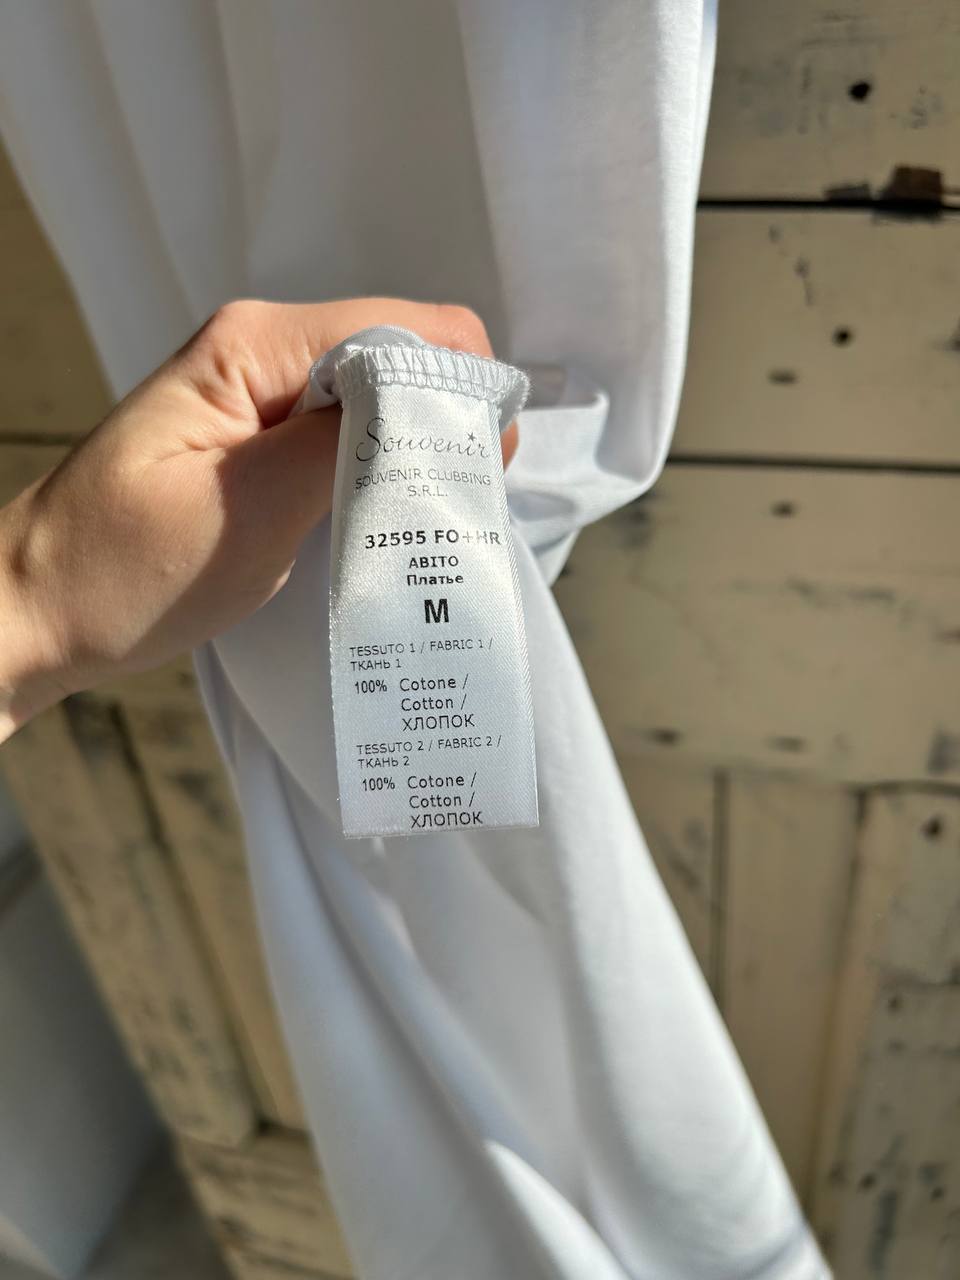 Souvenir
SOUVENIR CLUBBING
S.R.L.
32595 FO+HR
ABITO
Платье
M
TESSUTO 1 / FABRIC 1 /
ТКАНЬ 1
100% Cotone /
Cotton /
ХЛОПОК
TESSUTO 2 / FABRIC 2 /
ТКАНЬ 2
100% Cotone /
Cotton /
ХЛОПОК